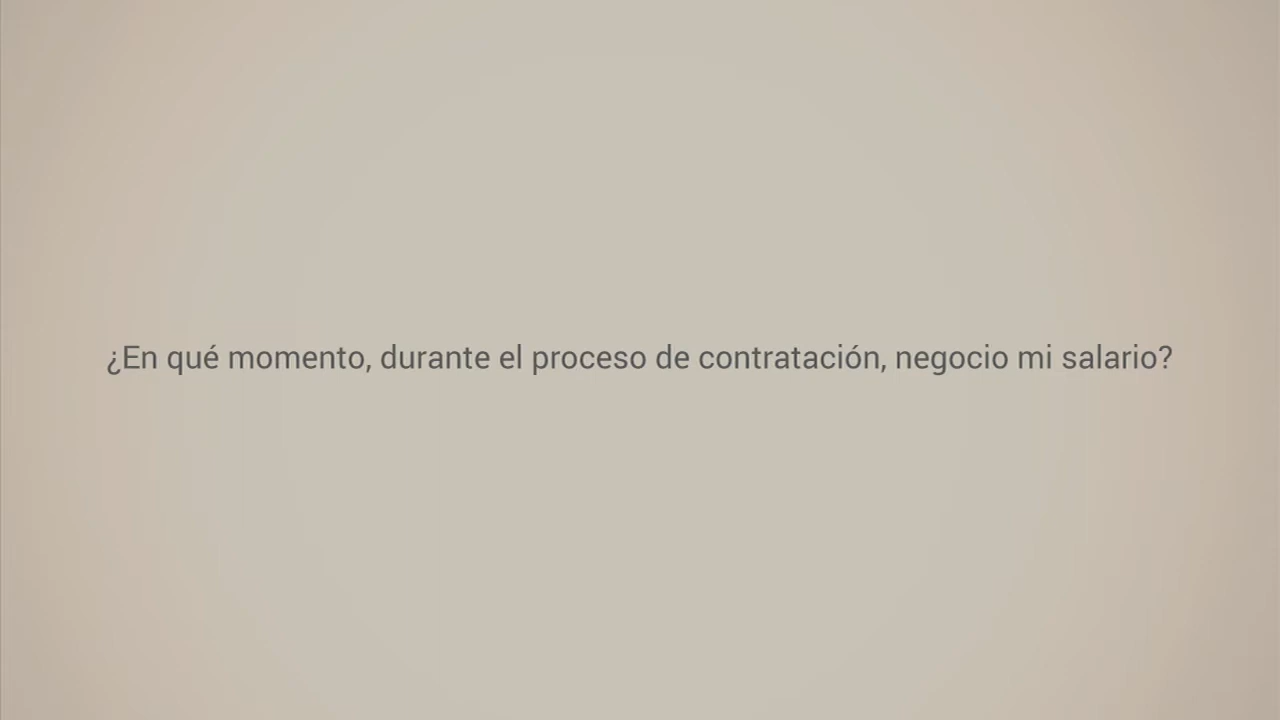 ¿En qué momento, durante el proceso de contratación, negocio mi salario?